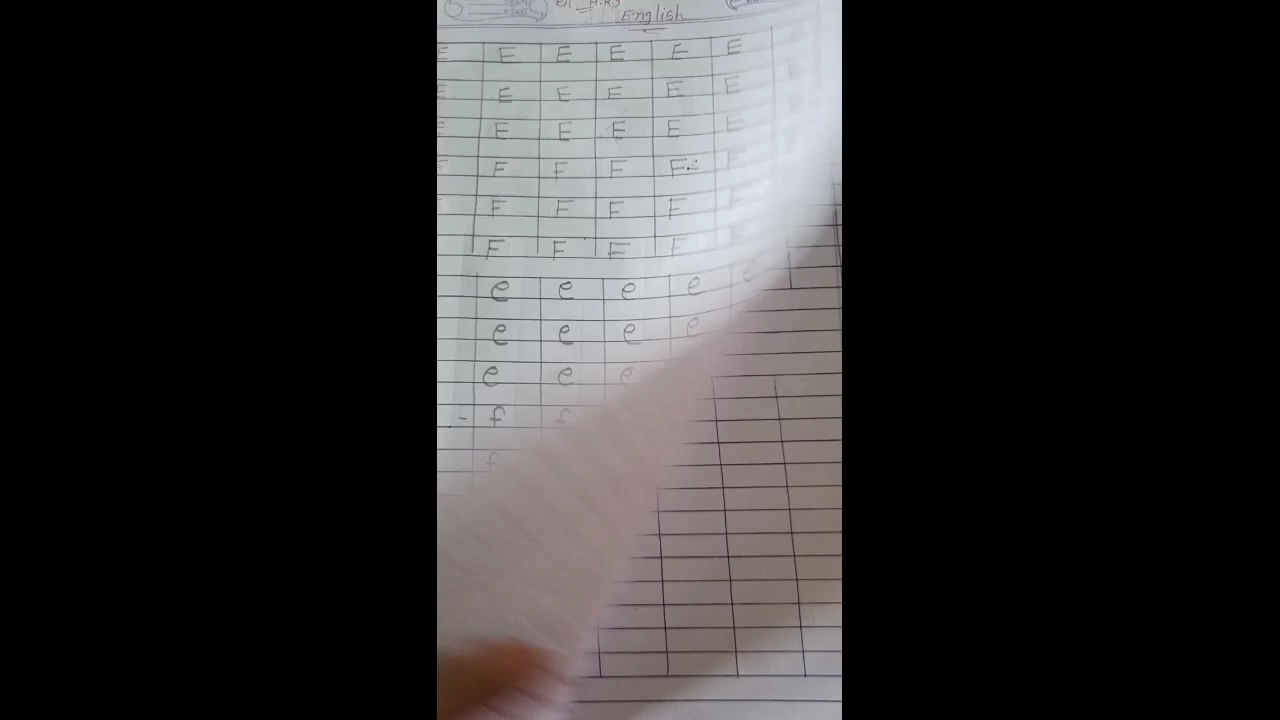 English
E E E E E E
E E E E E E
E E E E E E
F F F F F
F F E F
F F F F
e e e e e
e e e e
e e e
- f f
f